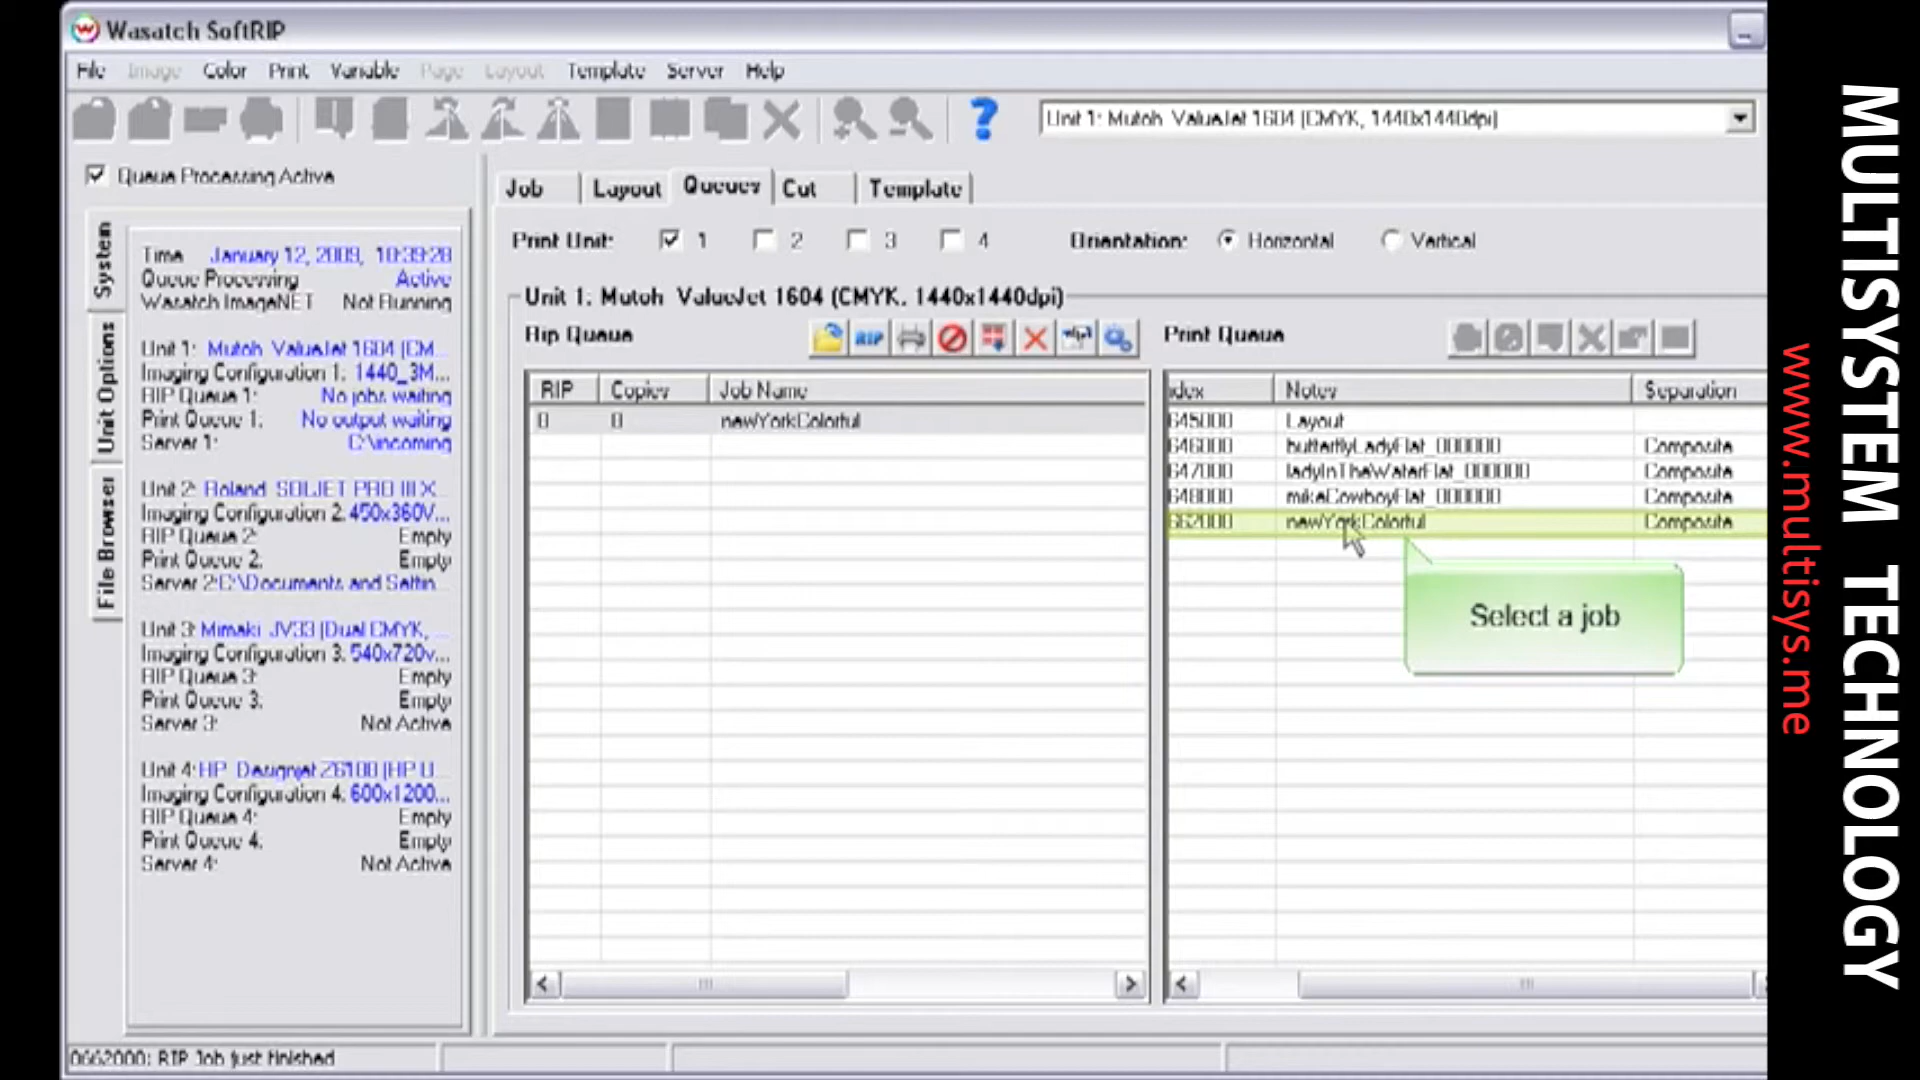 Wasatch SoftRIP
File Image Color Print Variable Page Layout Template Server Help
Unit 1: Mutoh ValueJet 1604 (CMYK, 1440x1440dpi)
Queue Processing Active
Job Layout Queues Cut Template
Print Unit: 1 2 3 4 Orientation: Horizontal Vertical
System
Unit Options
File Browser
Time January 12, 2009, 10:39:28
Queue Processing Active
Wasatch ImageNET Not Running
Unit 1: Mutoh ValueJet 1604 (CM...
Imaging Configuration 1: 1440_3M...
RIP Queue 1: No jobs waiting
Print Queue 1: No output waiting
Server 1: C:\incoming
Unit 2: Roland SOLJET PRO III X...
Imaging Configuration 2: 450x360V...
RIP Queue 2: Empty
Print Queue 2: Empty
Server 2: C:\Documents and Settin...
Unit 3: Mimaki JV33 (Dual CMYK, ...
Imaging Configuration 3: 540x720v...
RIP Queue 3: Empty
Print Queue 3: Empty
Server 3: Not Active
Unit 4: HP Designjet Z6100 (HP U...
Imaging Configuration 4: 600x1200...
RIP Queue 4: Empty
Print Queue 4: Empty
Server 4: Not Active
Unit 1: Mutoh ValueJet 1604 (CMYK, 1440x1440dpi)
Rip Queue RIP
RIP Copies Job Name
0 0 newYorkColorful
Print Queue
ndex Notes Separation
645000 Layout
646000 butterflyLadyFlat_000000 Composite
647000 ladyInTheWaterFlat_000000 Composite
648000 mikeCowboyFlat_000000 Composite
662000 newYorkColorful Composite
Select a job
0662000: RIP Job just finished
MULTISYSTEM TECHNOLOGY
www.multisys.me